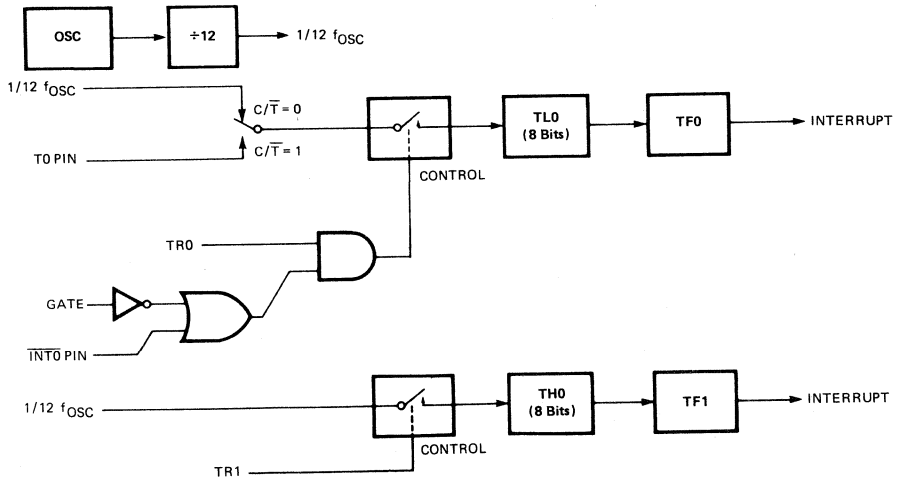 OSC
÷12
1/12 fOSC
1/12 fOSC
C/T̅ = 0
T0 PIN
C/T̅ = 1
CONTROL
TL0
(8 Bits)
TF0
INTERRUPT
TR0
GATE
I̅N̅T̅0̅ PIN
1/12 fOSC
CONTROL
TH0
(8 Bits)
TF1
INTERRUPT
TR1